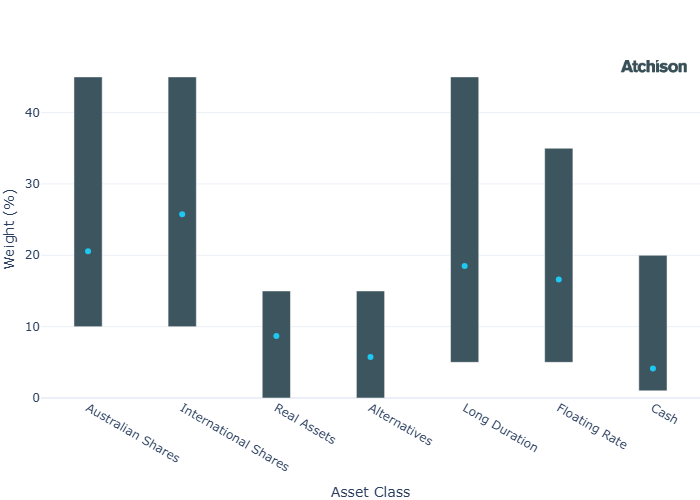 Atchison
Weight (%)
40
30
20
10
0
Australian Shares
International Shares
Real Assets
Alternatives
Long Duration
Floating Rate
Cash
Asset Class